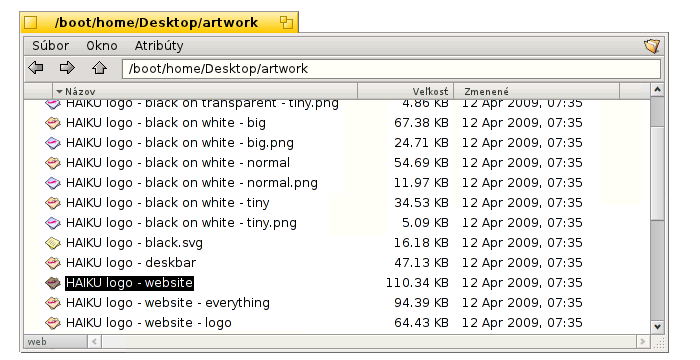 /boot/home/Desktop/artwork
Súbor Okno Atribúty
/boot/home/Desktop/artwork
Názov Veľkosť Zmenené
HAIKU logo - black on transparent - tiny.png 4.86 KB 12 Apr 2009, 07:35
HAIKU logo - black on white - big 67.38 KB 12 Apr 2009, 07:35
HAIKU logo - black on white - big.png 24.71 KB 12 Apr 2009, 07:35
HAIKU logo - black on white - normal 54.69 KB 12 Apr 2009, 07:35
HAIKU logo - black on white - normal.png 11.97 KB 12 Apr 2009, 07:35
HAIKU logo - black on white - tiny 34.53 KB 12 Apr 2009, 07:35
HAIKU logo - black on white - tiny.png 5.09 KB 12 Apr 2009, 07:35
HAIKU logo - black.svg 16.18 KB 12 Apr 2009, 07:35
HAIKU logo - deskbar 47.13 KB 12 Apr 2009, 07:35
HAIKU logo - website 110.34 KB 12 Apr 2009, 07:35
HAIKU logo - website - everything 94.39 KB 12 Apr 2009, 07:35
HAIKU logo - website - logo 64.43 KB 12 Apr 2009, 07:35
web